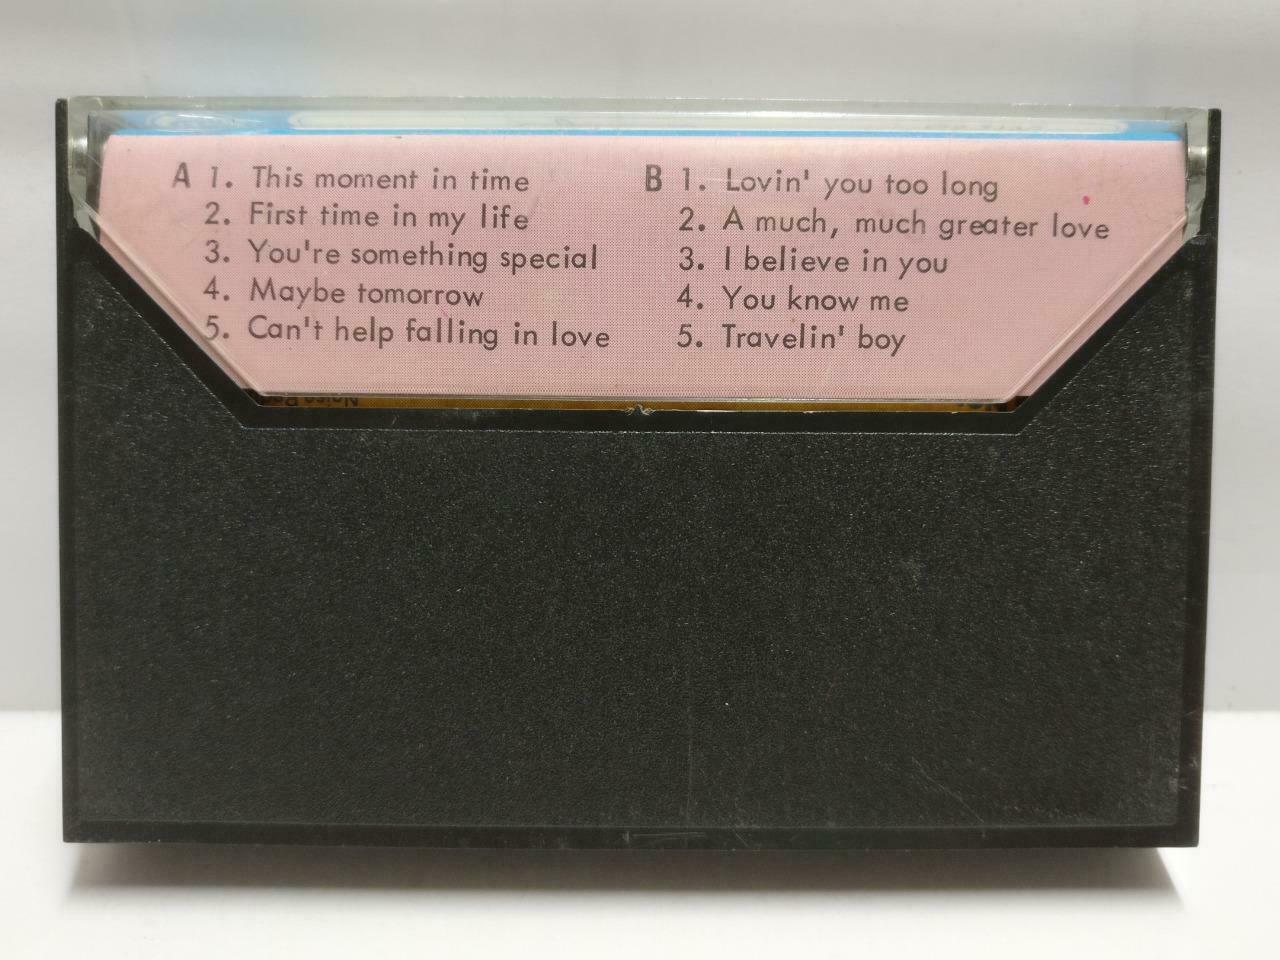 A 1. This moment in time
2. First time in my life
3. You're something special
4. Maybe tomorrow
5. Can't help falling in love
B 1. Lovin' you too long
2. A much, much greater love
3. I believe in you
4. You know me
5. Travelin' boy